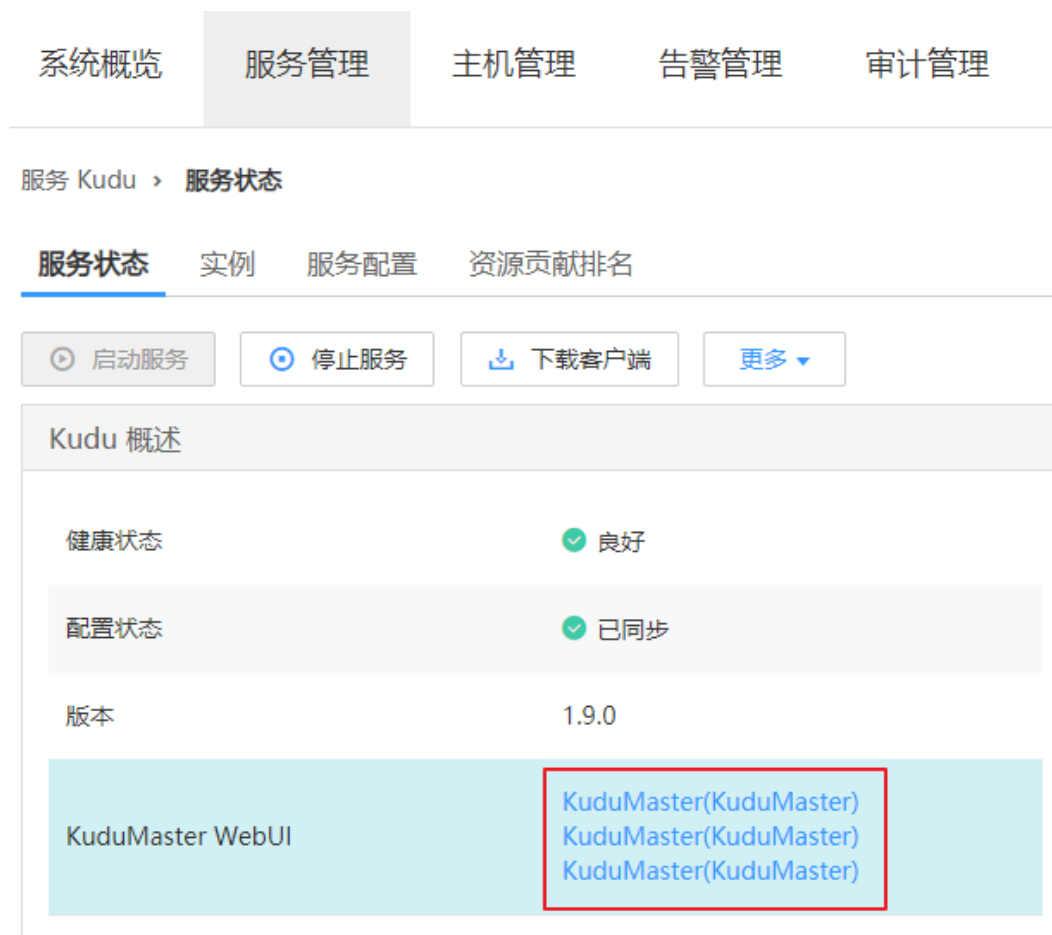 系统概览 服务管理 主机管理 告警管理 审计管理
服务 Kudu › 服务状态
服务状态 实例 服务配置 资源贡献排名
启动服务 停止服务 下载客户端 更多
Kudu 概述
健康状态 良好
配置状态 已同步
版本 1.9.0
KuduMaster(KuduMaster)
KuduMaster WebUI KuduMaster(KuduMaster)
KuduMaster(KuduMaster)